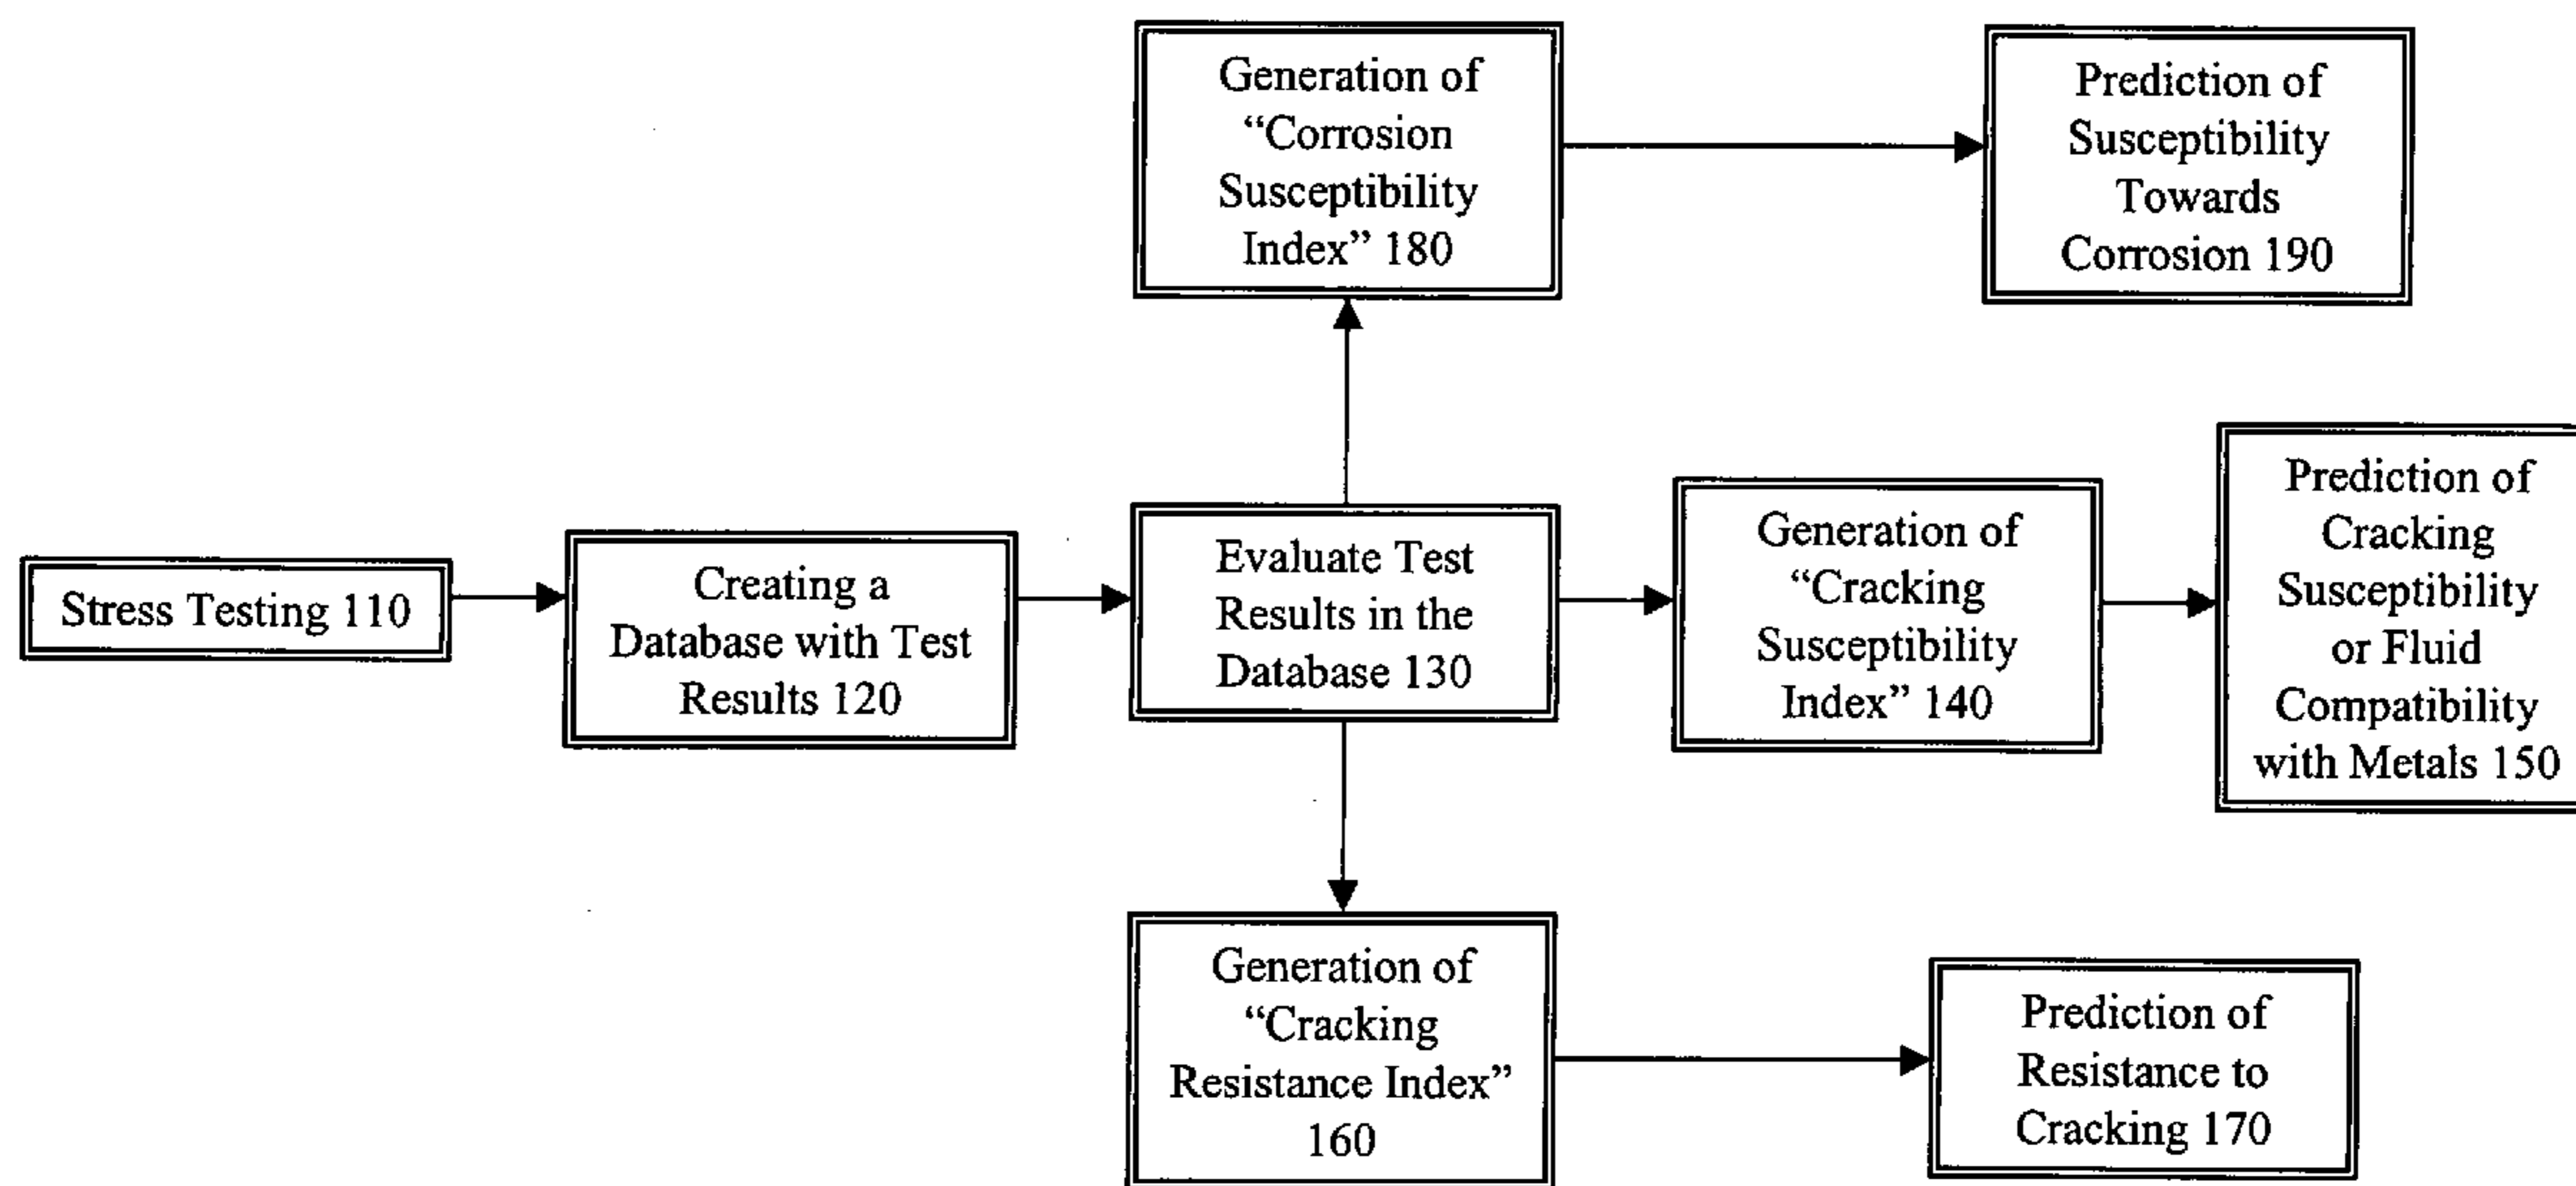 Generation of
“Corrosion
Susceptibility
Index” 180
Prediction of
Susceptibility
Towards
Corrosion 190
Stress Testing 110
Creating a
Database with Test
Results 120
Evaluate Test
Results in the
Database 130
Generation of
“Cracking
Susceptibility
Index” 140
Prediction of
Cracking
Susceptibility
or Fluid
Compatibility
with Metals 150
Generation of
“Cracking
Resistance Index”
160
Prediction of
Resistance to
Cracking 170